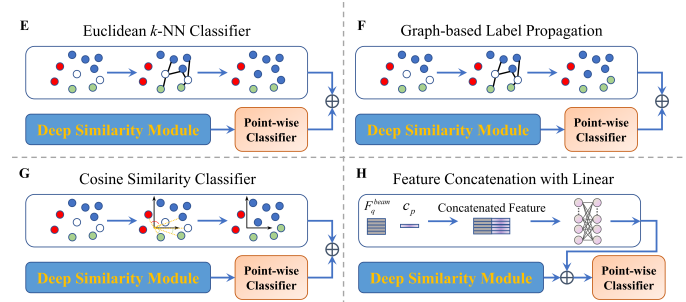 E Euclidean k-NN Classifier
Deep Similarity Module
Point-wise
Classifier
F Graph-based Label Propagation
Deep Similarity Module
Point-wise
Classifier
G Cosine Similarity Classifier
Deep Similarity Module
Point-wise
Classifier
H Feature Concatenation with Linear
F_q^beam c_p Concatenated Feature
Deep Similarity Module
Point-wise
Classifier